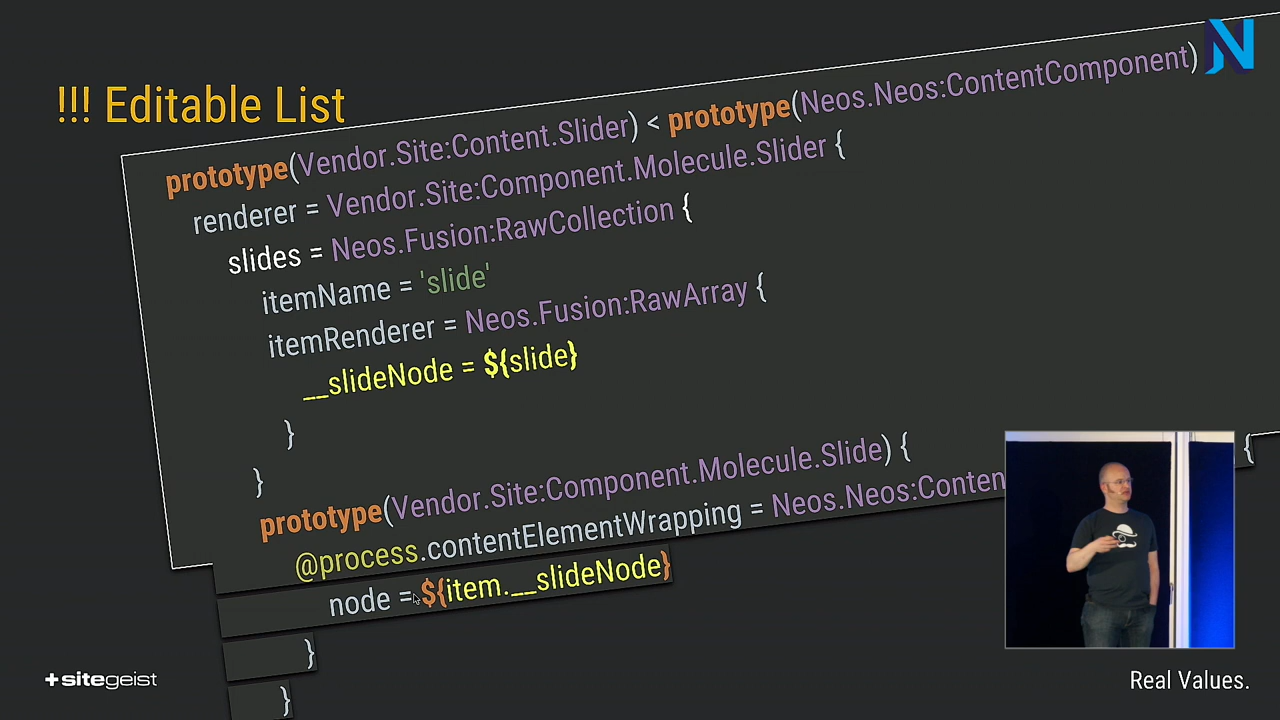 N
!!! Editable List
prototype(Vendor.Site:Content.Slider) < prototype(Neos.Neos:ContentComponent)
renderer = Vendor.Site:Component.Molecule.Slider {
slides = Neos.Fusion:RawCollection {
itemName = 'slide'
itemRenderer = Neos.Fusion:RawArray {
__slideNode = ${slide}
}
}
prototype(Vendor.Site:Component.Molecule.Slide) {
@process.contentElementWrapping = Neos.Neos:Conten {
node = ${item.__slideNode}
}
}
+sitegeist
Real Values.